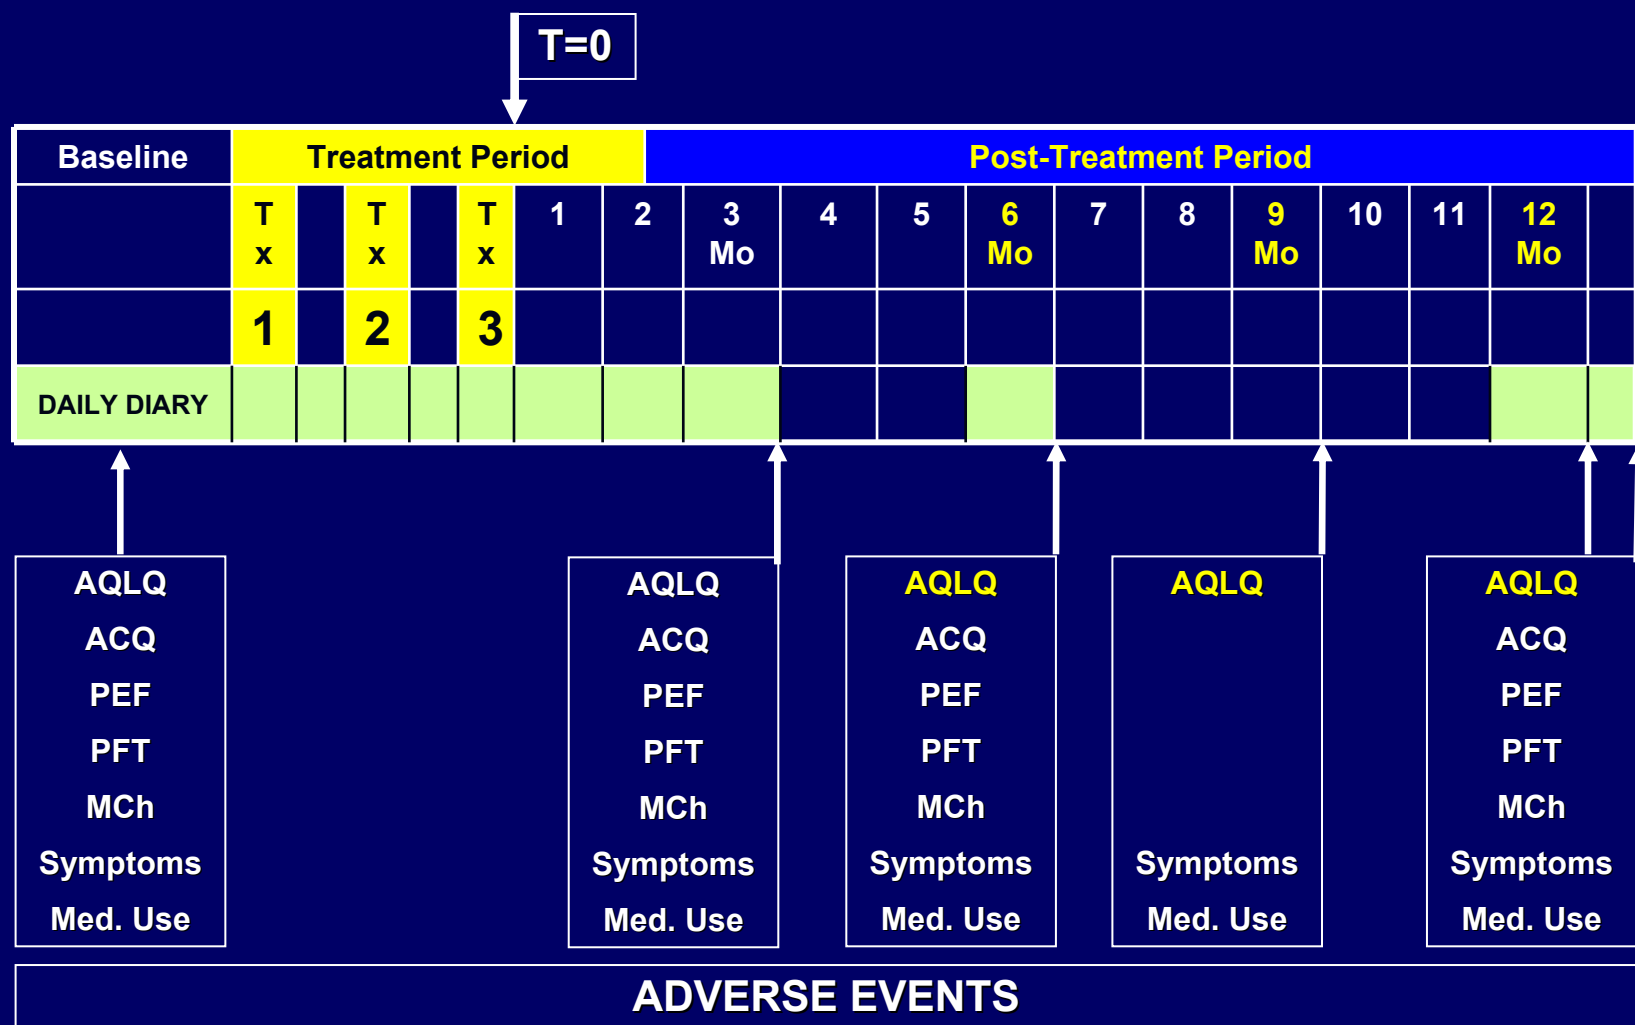 T=0
Baseline Treatment Period Post-Treatment Period
T T T 1 2 3 4 5 6 7 8 9 10 11 12
x x x Mo Mo Mo Mo
1 2 3
DAILY DIARY
AQLQ AQLQ AQLQ AQLQ AQLQ
ACQ ACQ ACQ ACQ
PEF PEF PEF PEF
PFT PFT PFT PFT
MCh MCh MCh MCh
Symptoms Symptoms Symptoms Symptoms Symptoms
Med. Use Med. Use Med. Use Med. Use Med. Use
ADVERSE EVENTS